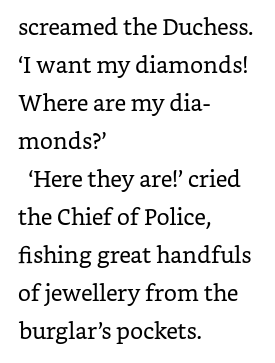 screamed the Duchess.
‘I want my diamonds!
Where are my dia-
monds?’
‘Here they are!’ cried
the Chief of Police,
fishing great handfuls
of jewellery from the
burglar’s pockets.